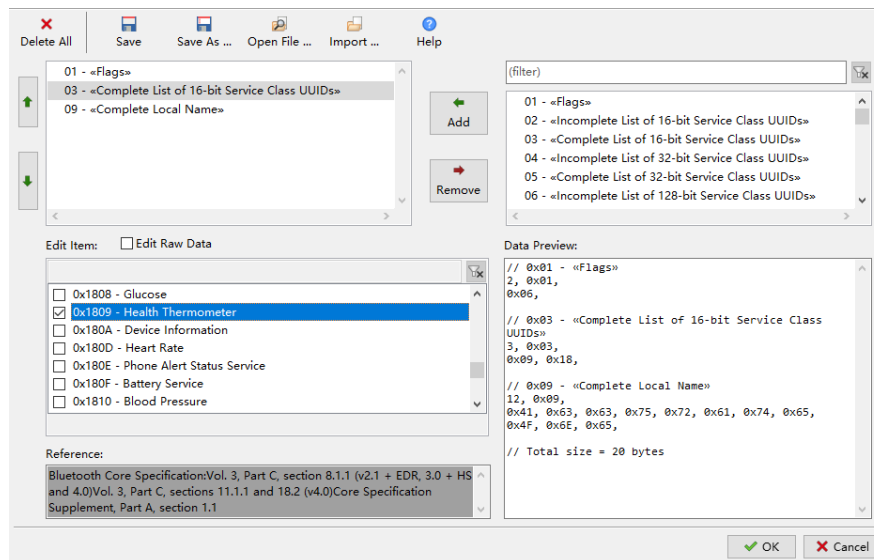 Delete All
Save
Save As ...
Open File ...
Import ...
Help
01 - «Flags»
03 - «Complete List of 16-bit Service Class UUIDs»
09 - «Complete Local Name»
Add
Remove
(filter)
01 - «Flags»
02 - «Incomplete List of 16-bit Service Class UUIDs»
03 - «Complete List of 16-bit Service Class UUIDs»
04 - «Incomplete List of 32-bit Service Class UUIDs»
05 - «Complete List of 32-bit Service Class UUIDs»
06 - «Incomplete List of 128-bit Service Class UUIDs»
Edit Item:
Edit Raw Data
0x1808 - Glucose
0x1809 - Health Thermometer
0x180A - Device Information
0x180D - Heart Rate
0x180E - Phone Alert Status Service
0x180F - Battery Service
0x1810 - Blood Pressure
Reference:
Bluetooth Core Specification:Vol. 3, Part C, section 8.1.1 (v2.1 + EDR, 3.0 + HS
and 4.0)Vol. 3, Part C, sections 11.1.1 and 18.2 (v4.0)Core Specification
Supplement, Part A, section 1.1
Data Preview:
// 0x01 - «Flags»
2, 0x01,
0x06,
// 0x03 - «Complete List of 16-bit Service Class
UUIDs»
3, 0x03,
0x09, 0x18,
// 0x09 - «Complete Local Name»
12, 0x09,
0x41, 0x63, 0x63, 0x75, 0x72, 0x61, 0x74, 0x65,
0x4F, 0x6E, 0x65,
// Total size = 20 bytes
OK
Cancel